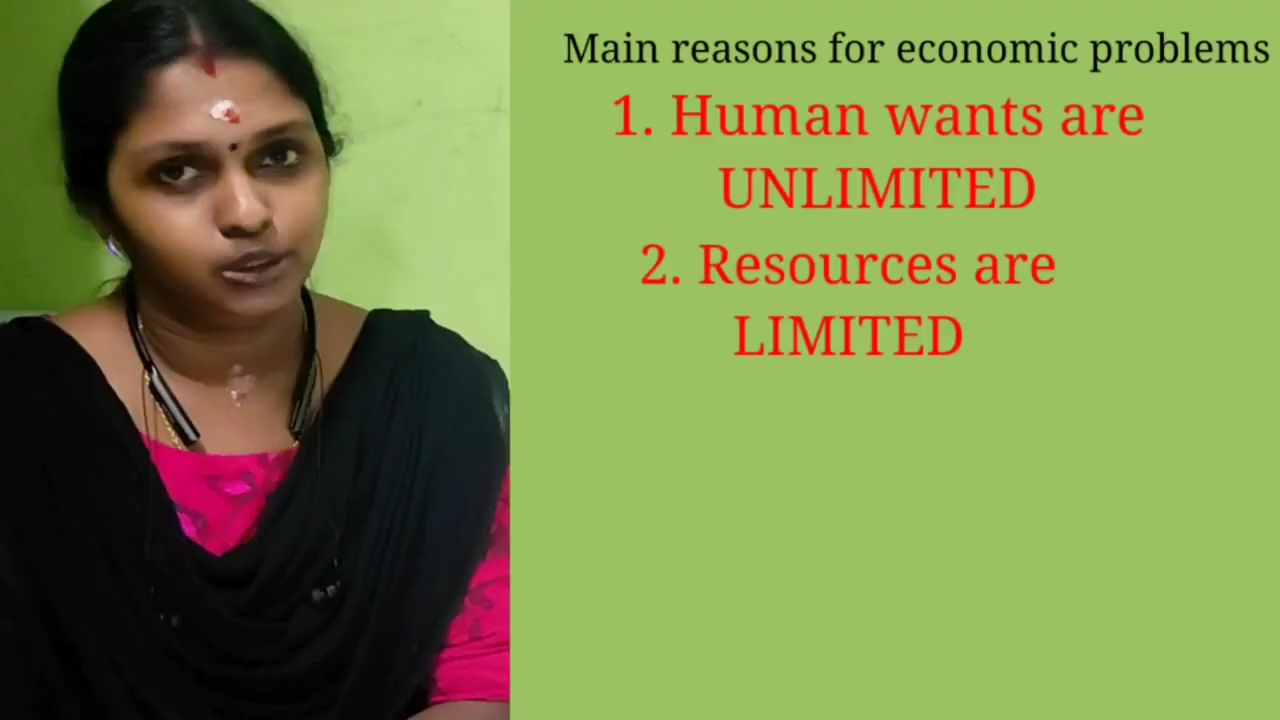 Main reasons for economic problems
1. Human wants are
UNLIMITED
2. Resources are
LIMITED